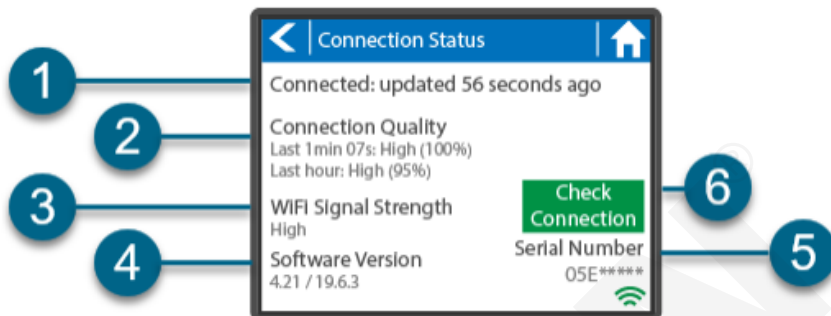 Connection Status
1
Connected: updated 56 seconds ago
2
Connection Quality
Last 1min 07s: High (100%)
Last hour: High (95%)
3
WiFi Signal Strength
High
Check
Connection
6
4
Software Version
4.21 / 19.6.3
Serial Number
05E*****
5